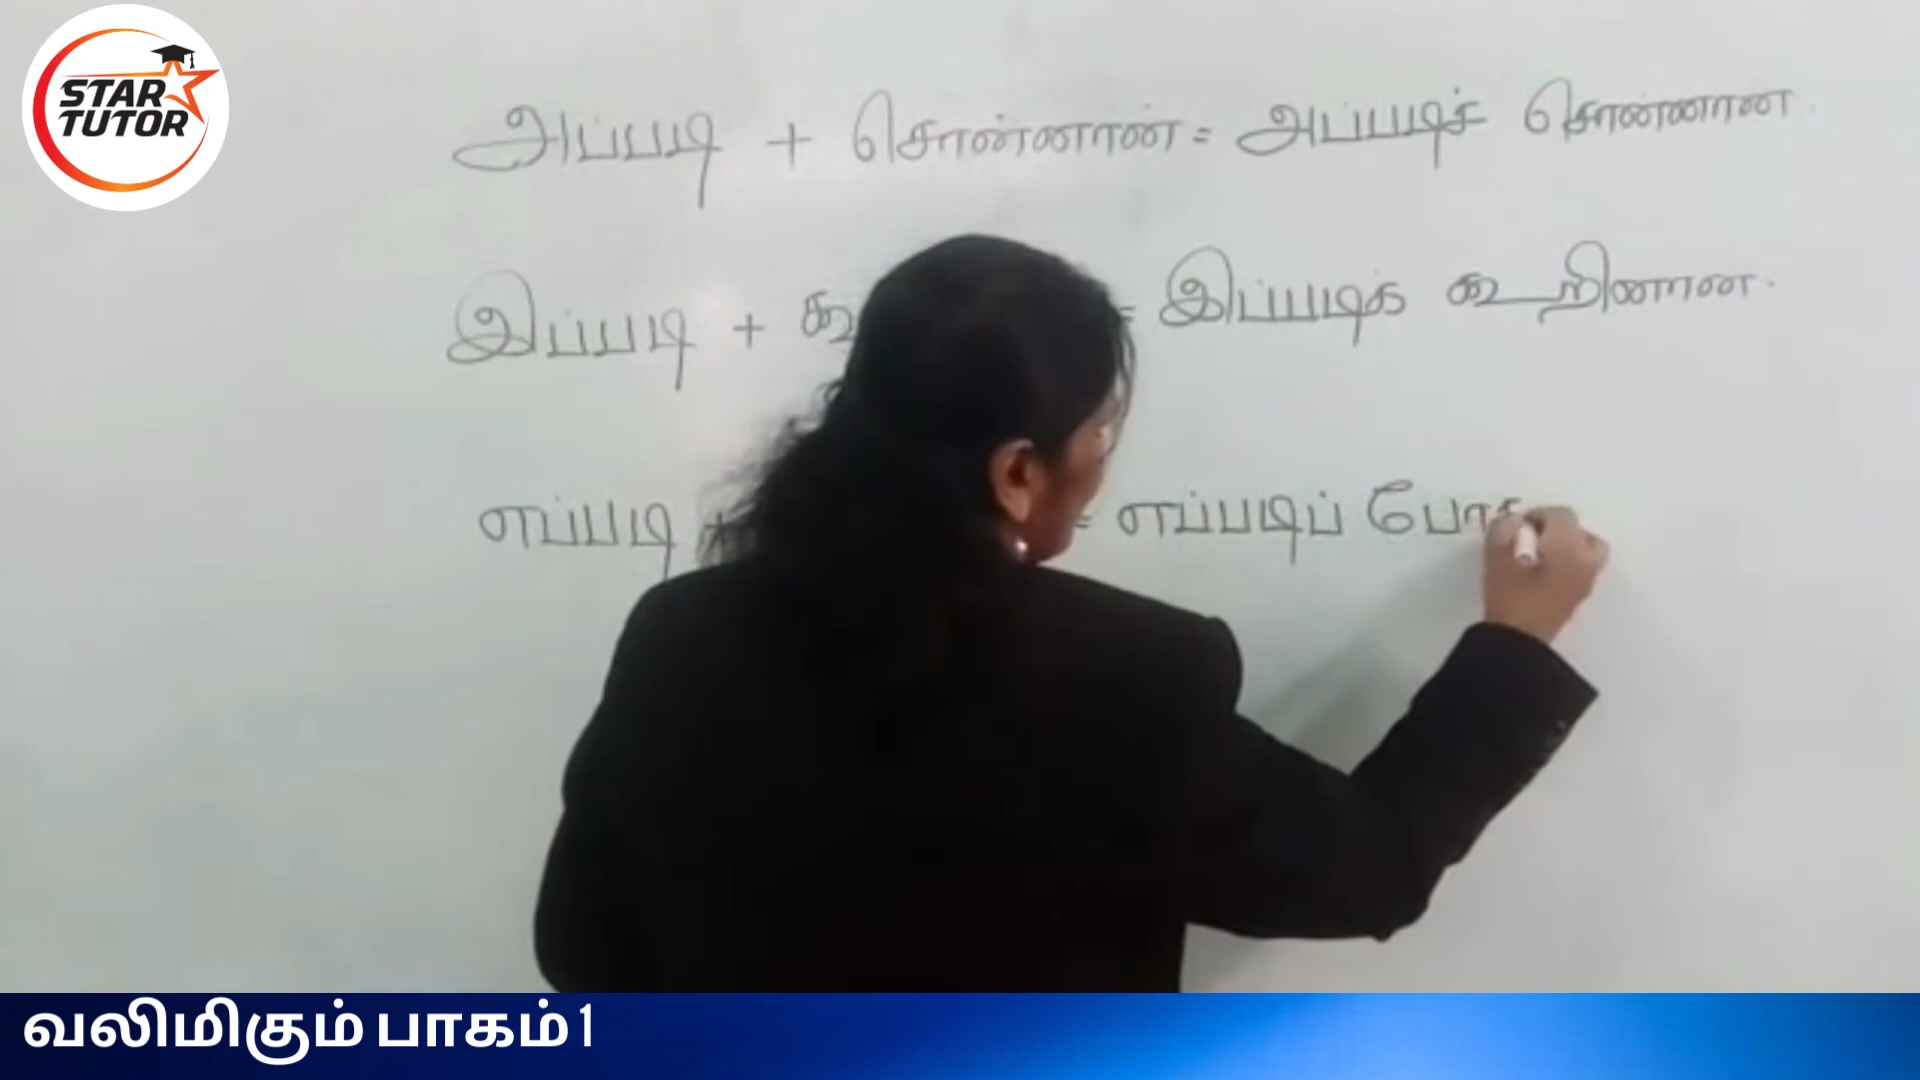 STAR
TUTOR
அப்படி + சொன்னான் = அப்படிச் சொன்னான
இப்படி + = இப்படிக் கூறினான.
எப்படி + = எப்படிப்
வலிமிகும் பாகம் 1